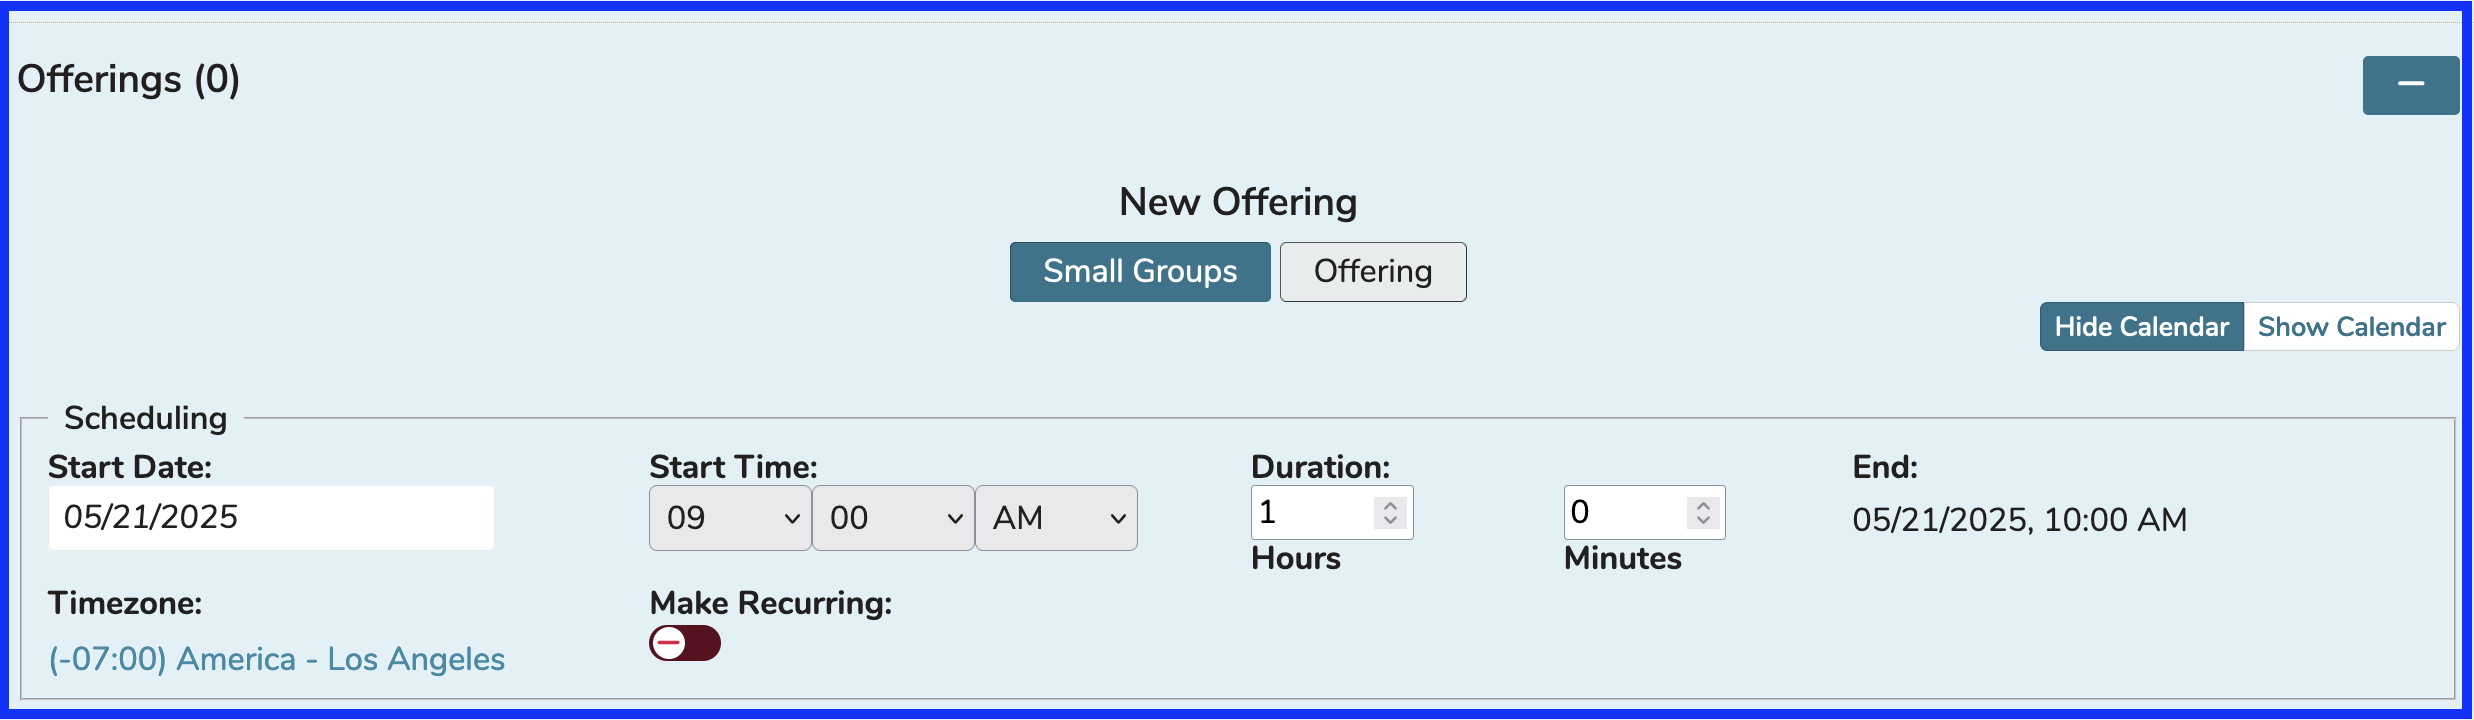 Offerings (0)
New Offering
Small Groups Offering
Hide Calendar Show Calendar
Scheduling
Start Date: Start Time: Duration: End:
05/21/2025 09 00 AM 1 0 05/21/2025, 10:00 AM
Hours Minutes
Timezone: Make Recurring:
(-07:00) America - Los Angeles